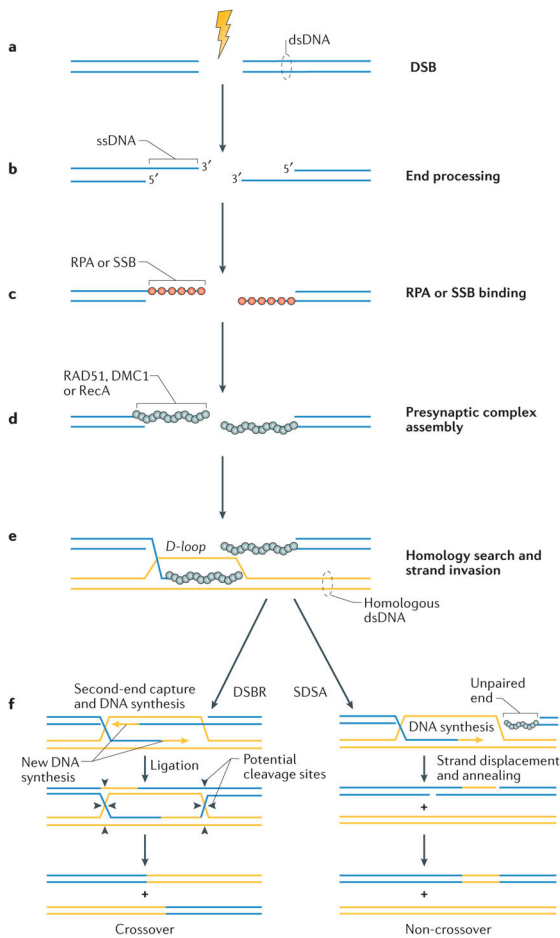 a
dsDNA
DSB
b
ssDNA
3′
5′
5′
3′
End processing
RPA or SSB
c
RPA or SSB binding
RAD51, DMC1
or RecA
d
Presynaptic complex
assembly
e
D-loop
Homology search and
strand invasion
Homologous
dsDNA
DSBR
SDSA
f
Second-end capture
and DNA synthesis
New DNA
synthesis
Ligation
Potential
cleavage sites
+
Crossover
Unpaired
end
DNA synthesis
Strand displacement
and annealing
+
+
Non-crossover